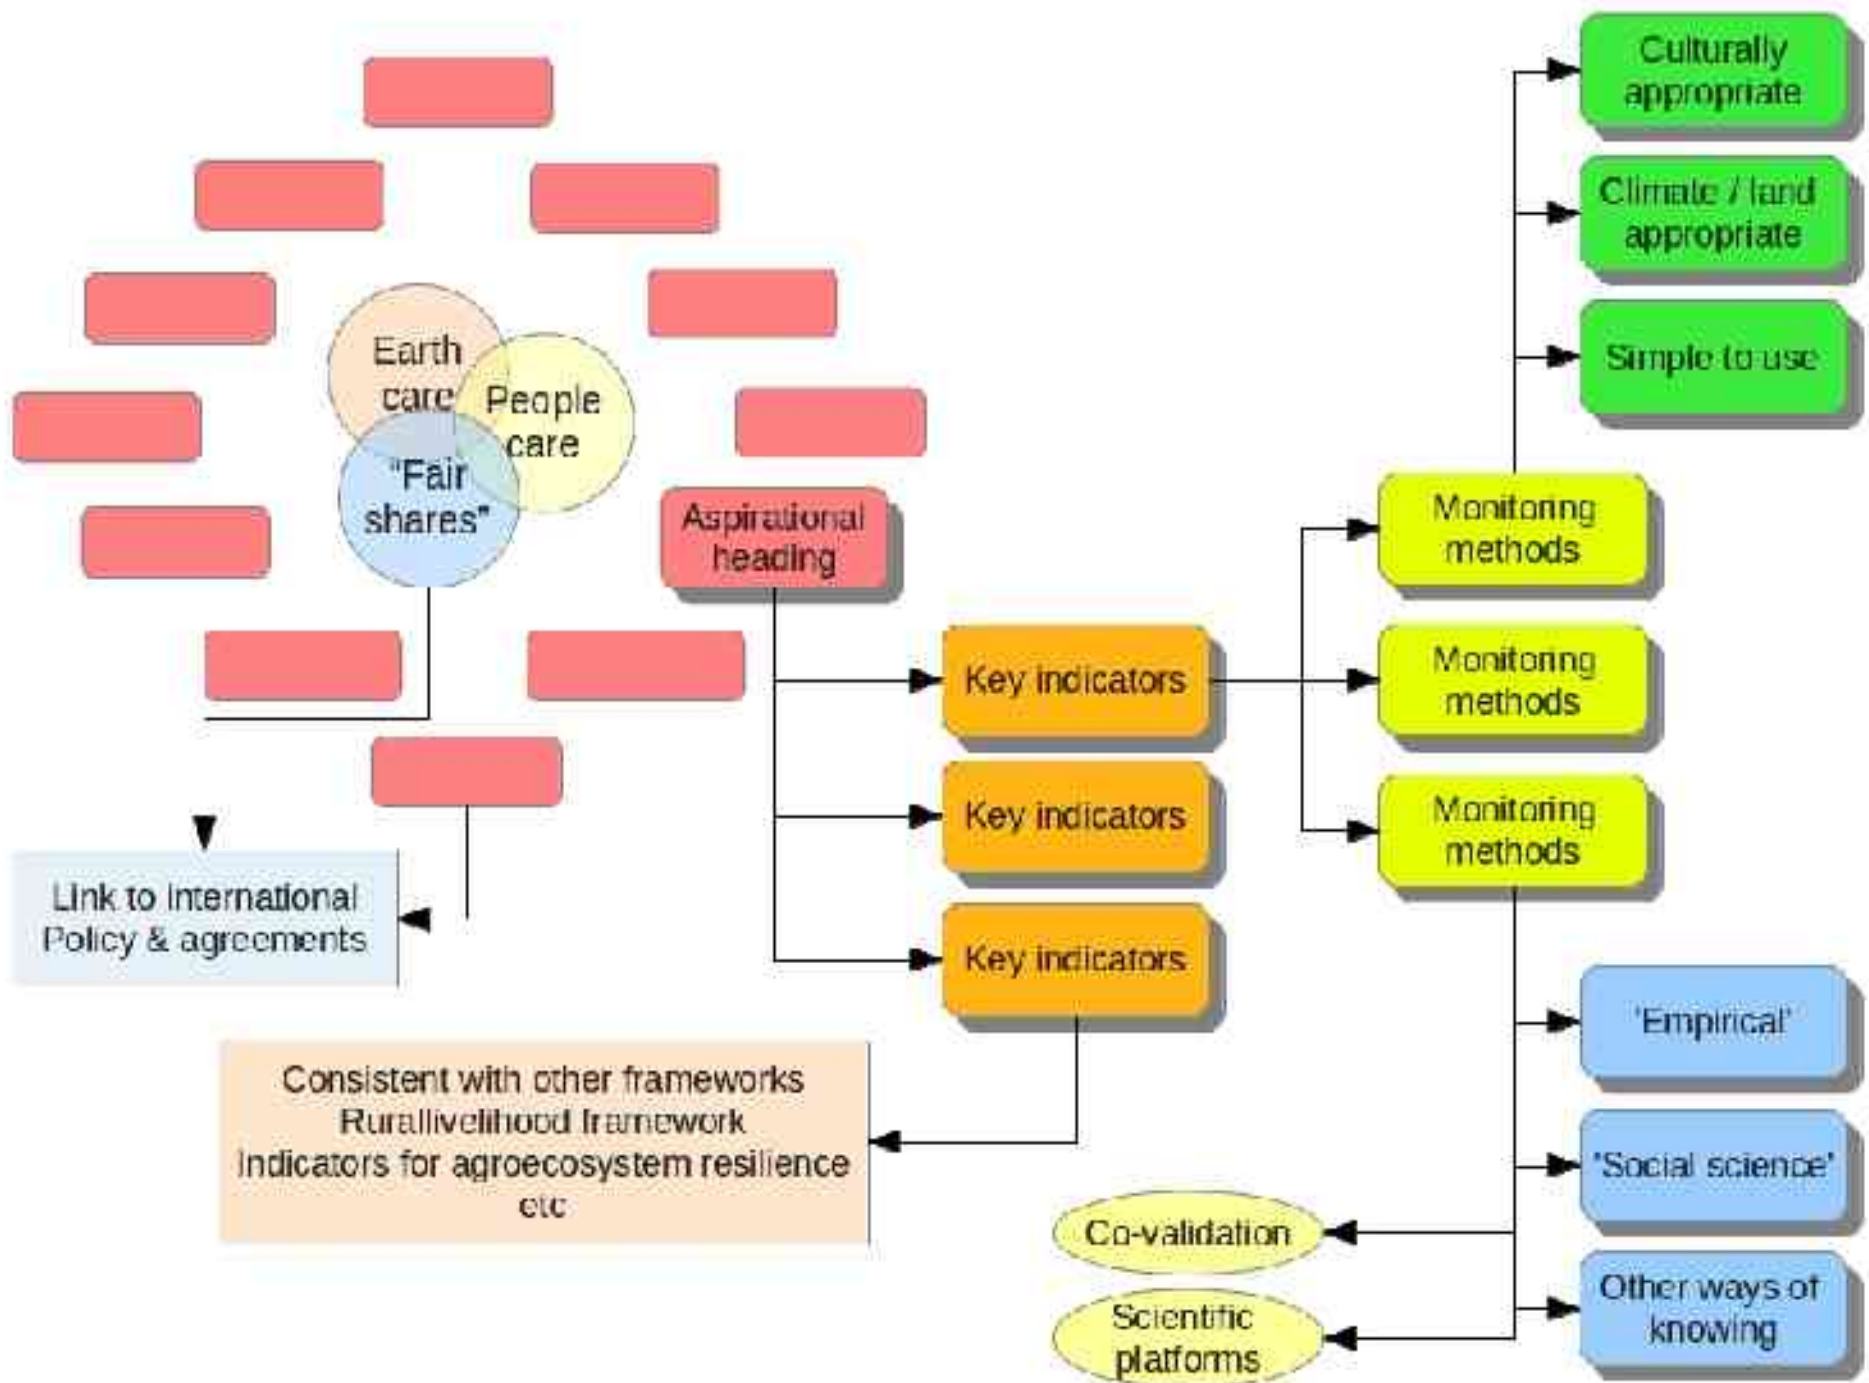 Culturally
appropriate
Climate / land
appropriate
Simple to use
Earth
care
People
care
"Fair
shares"
Aspirational
heading
Monitoring
methods
Key indicators
Monitoring
methods
Key indicators
Monitoring
methods
Key indicators
Link to international
Policy & agreements
Consistent with other frameworks
Rurallivelihood framework
Indicators for agroecosystem resilience
etc
'Empirical'
'Social science'
Co-validation
Other ways of
knowing
Scientific
platforms